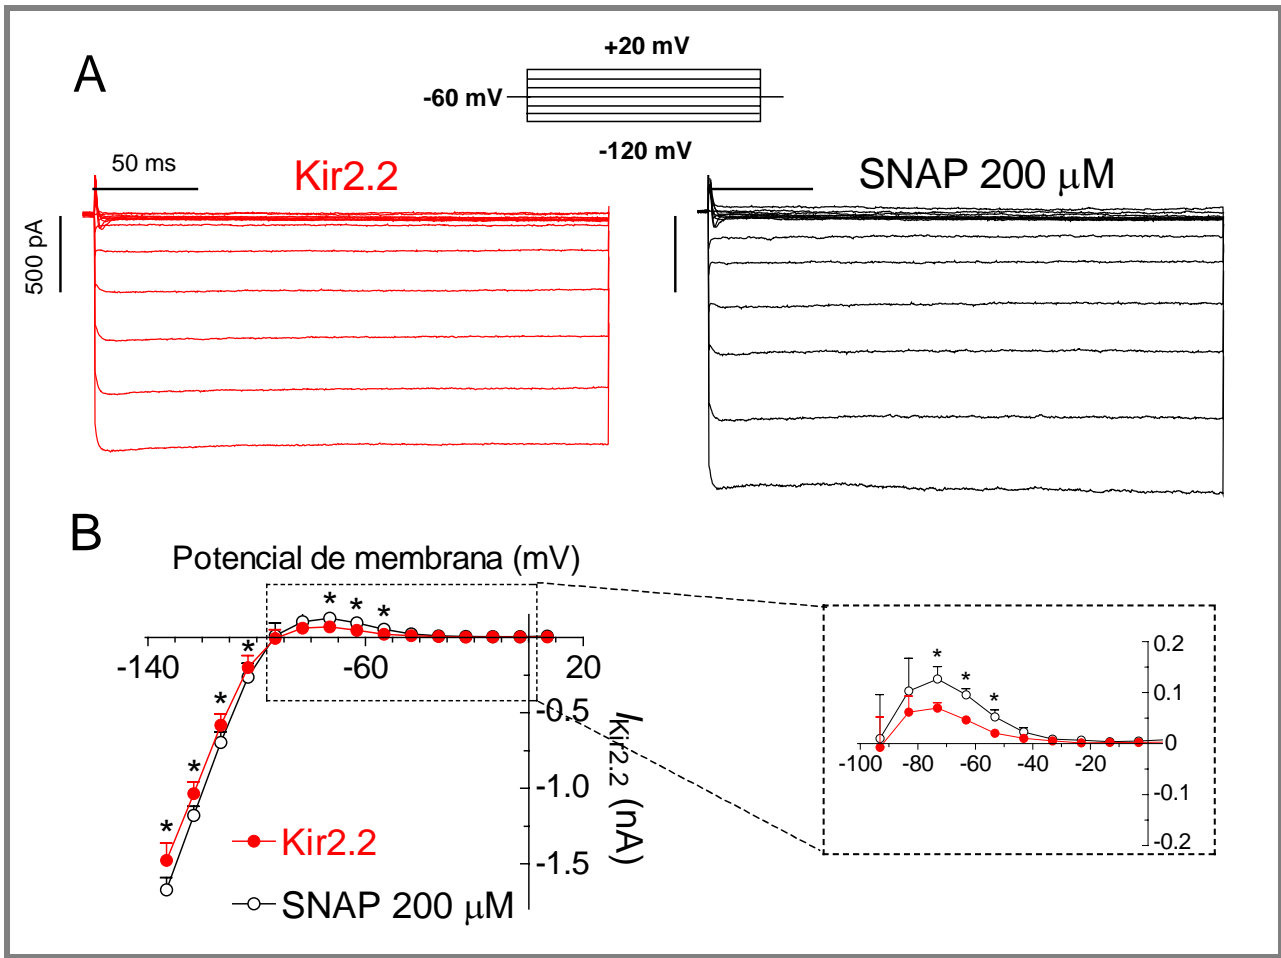 A
+20 mV
-60 mV
-120 mV
50 ms
Kir2.2
SNAP 200 μM
500 pA
B
Potencial de membrana (mV)
* * *
*
*
*
*
-140
-60
20
-0.5
-1.0
-1.5
IKir2.2 (nA)
Kir2.2
SNAP 200 μM
* * *
0.2
0.1
0
-0.1
-0.2
-100 -80 -60 -40 -20